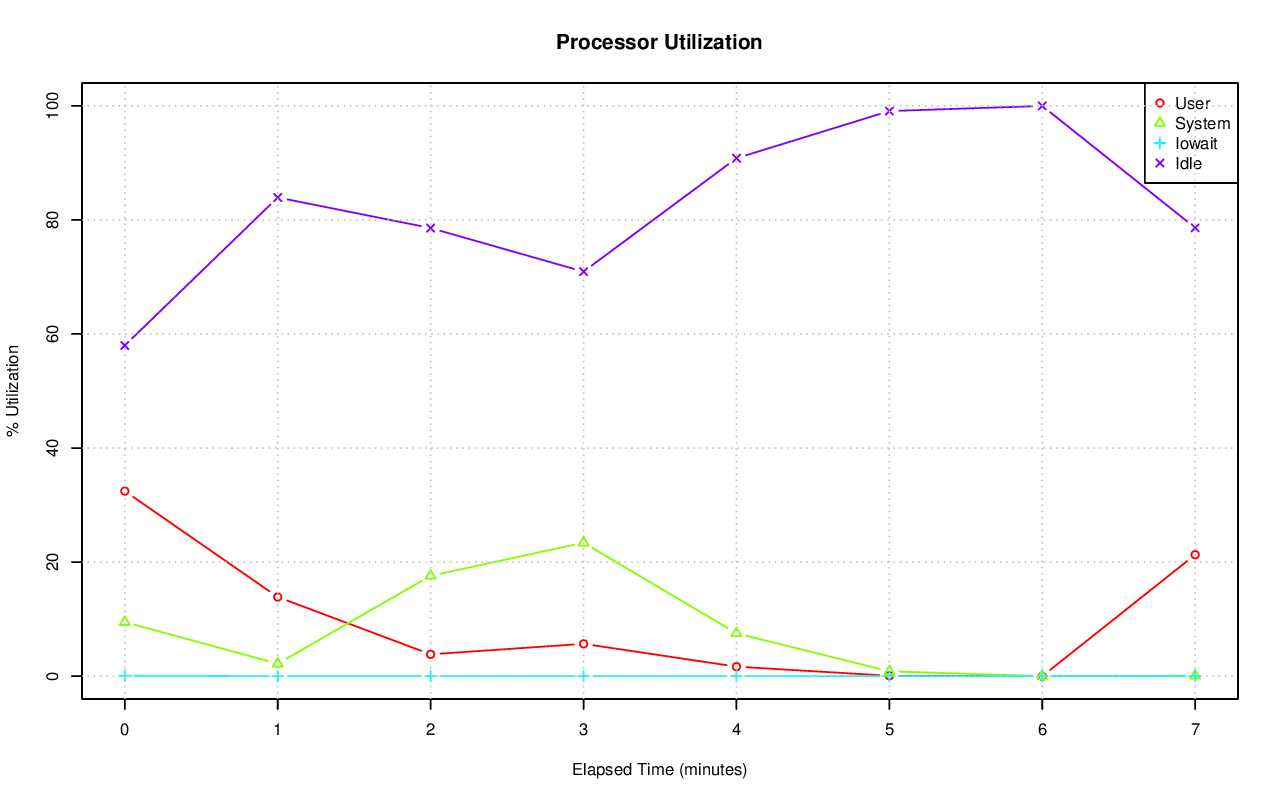 Processor Utilization
100
80
60
40
20
0
% Utilization
User
System
Iowait
Idle
0 1 2 3 4 5 6 7
Elapsed Time (minutes)